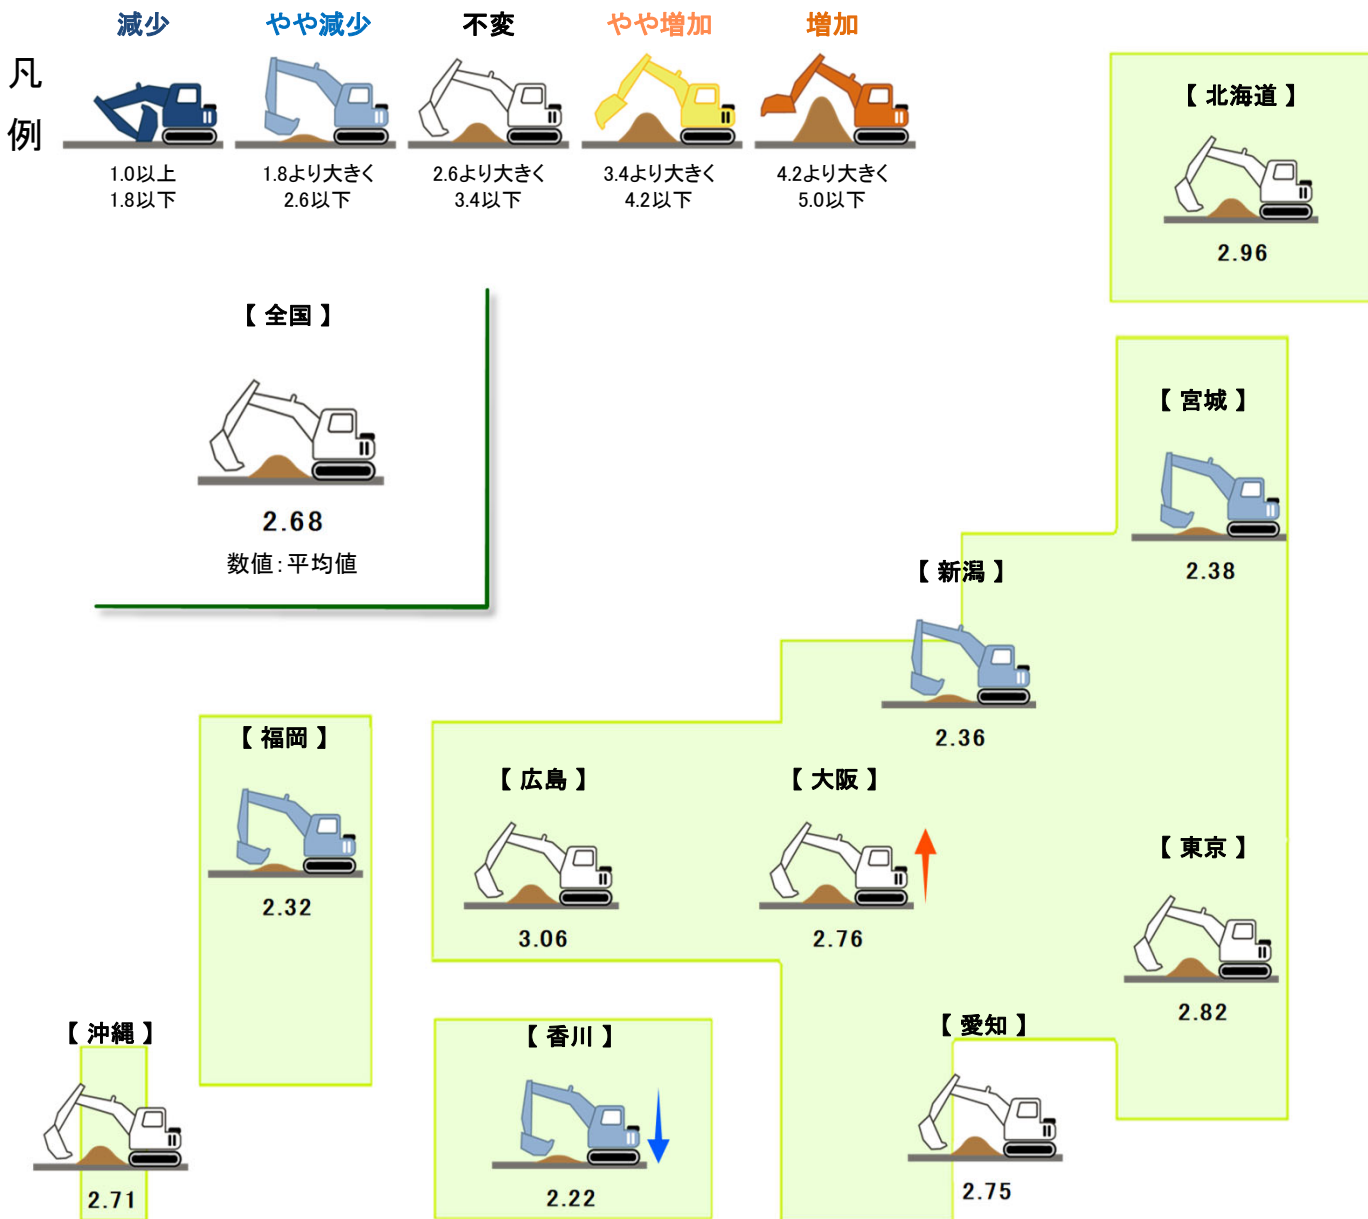 減少 やや減少 不変 やや増加 増加
凡
例
1.0以上 1.8より大きく 2.6より大きく 3.4より大きく 4.2より大きく
1.8以下 2.6以下 3.4以下 4.2以下 5.0以下
【 北海道 】
2.96
【 全国 】
2.68
数値：平均値
【 宮城 】
2.38
【 新潟 】
2.36
【 福岡 】
2.32
【 広島 】
3.06
【 大阪 】
2.76
【 東京 】
2.82
【 沖縄 】
2.71
【 香川 】
2.22
【 愛知 】
2.75